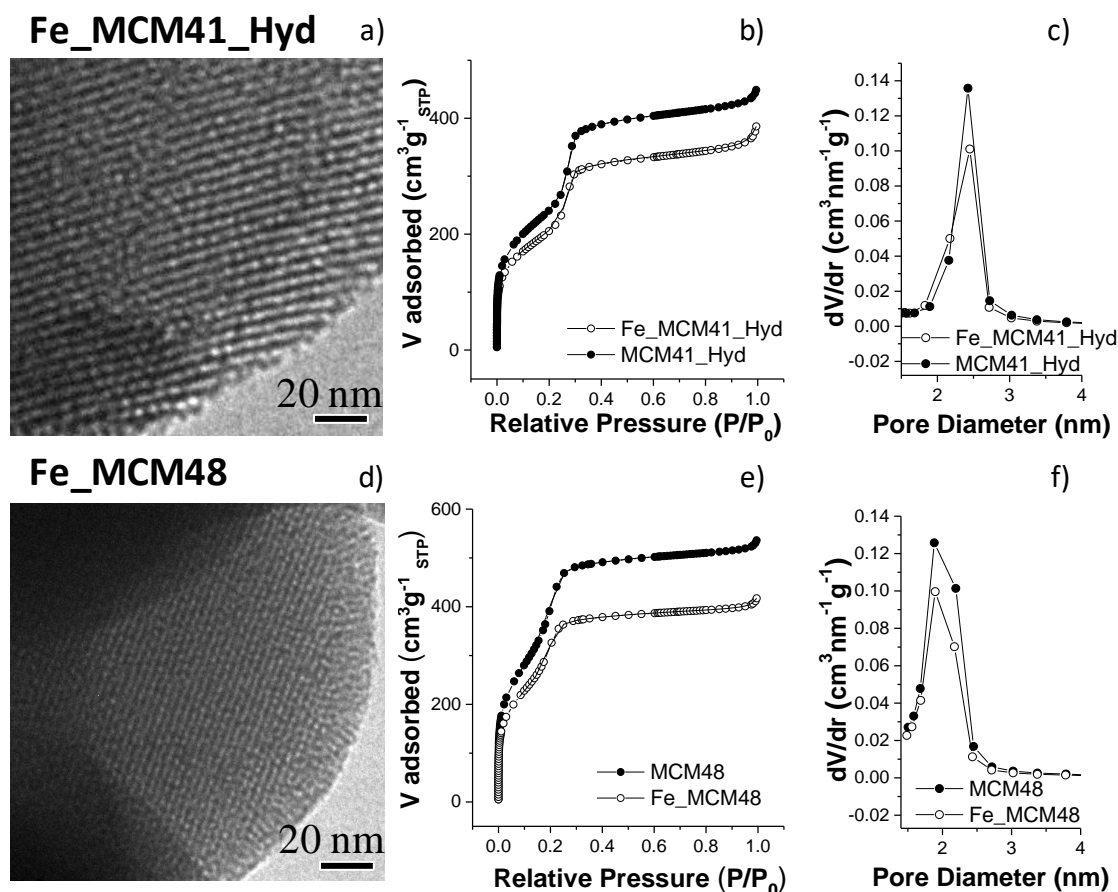 Fe_MCM41_Hyd
a)
20 nm
b)
V adsorbed (cm³g⁻¹ STP)
400
200
0
0.0 0.2 0.4 0.6 0.8 1.0
Relative Pressure (P/P₀)
Fe_MCM41_Hyd
MCM41_Hyd
c)
dV/dr (cm³nm⁻¹g⁻¹)
0.14
0.12
0.10
0.08
0.06
0.04
0.02
0.00
-0.02
2 3 4
Pore Diameter (nm)
Fe_MCM41_Hyd
MCM41_Hyd
Fe_MCM48
d)
20 nm
e)
V adsorbed (cm³g⁻¹ STP)
600
400
200
0
0.0 0.2 0.4 0.6 0.8 1.0
Relative Pressure (P/P₀)
MCM48
Fe_MCM48
f)
dV/dr (cm³nm⁻¹g⁻¹)
0.14
0.12
0.10
0.08
0.06
0.04
0.02
0.00
-0.02
2 3 4
Pore Diameter (nm)
MCM48
Fe_MCM48